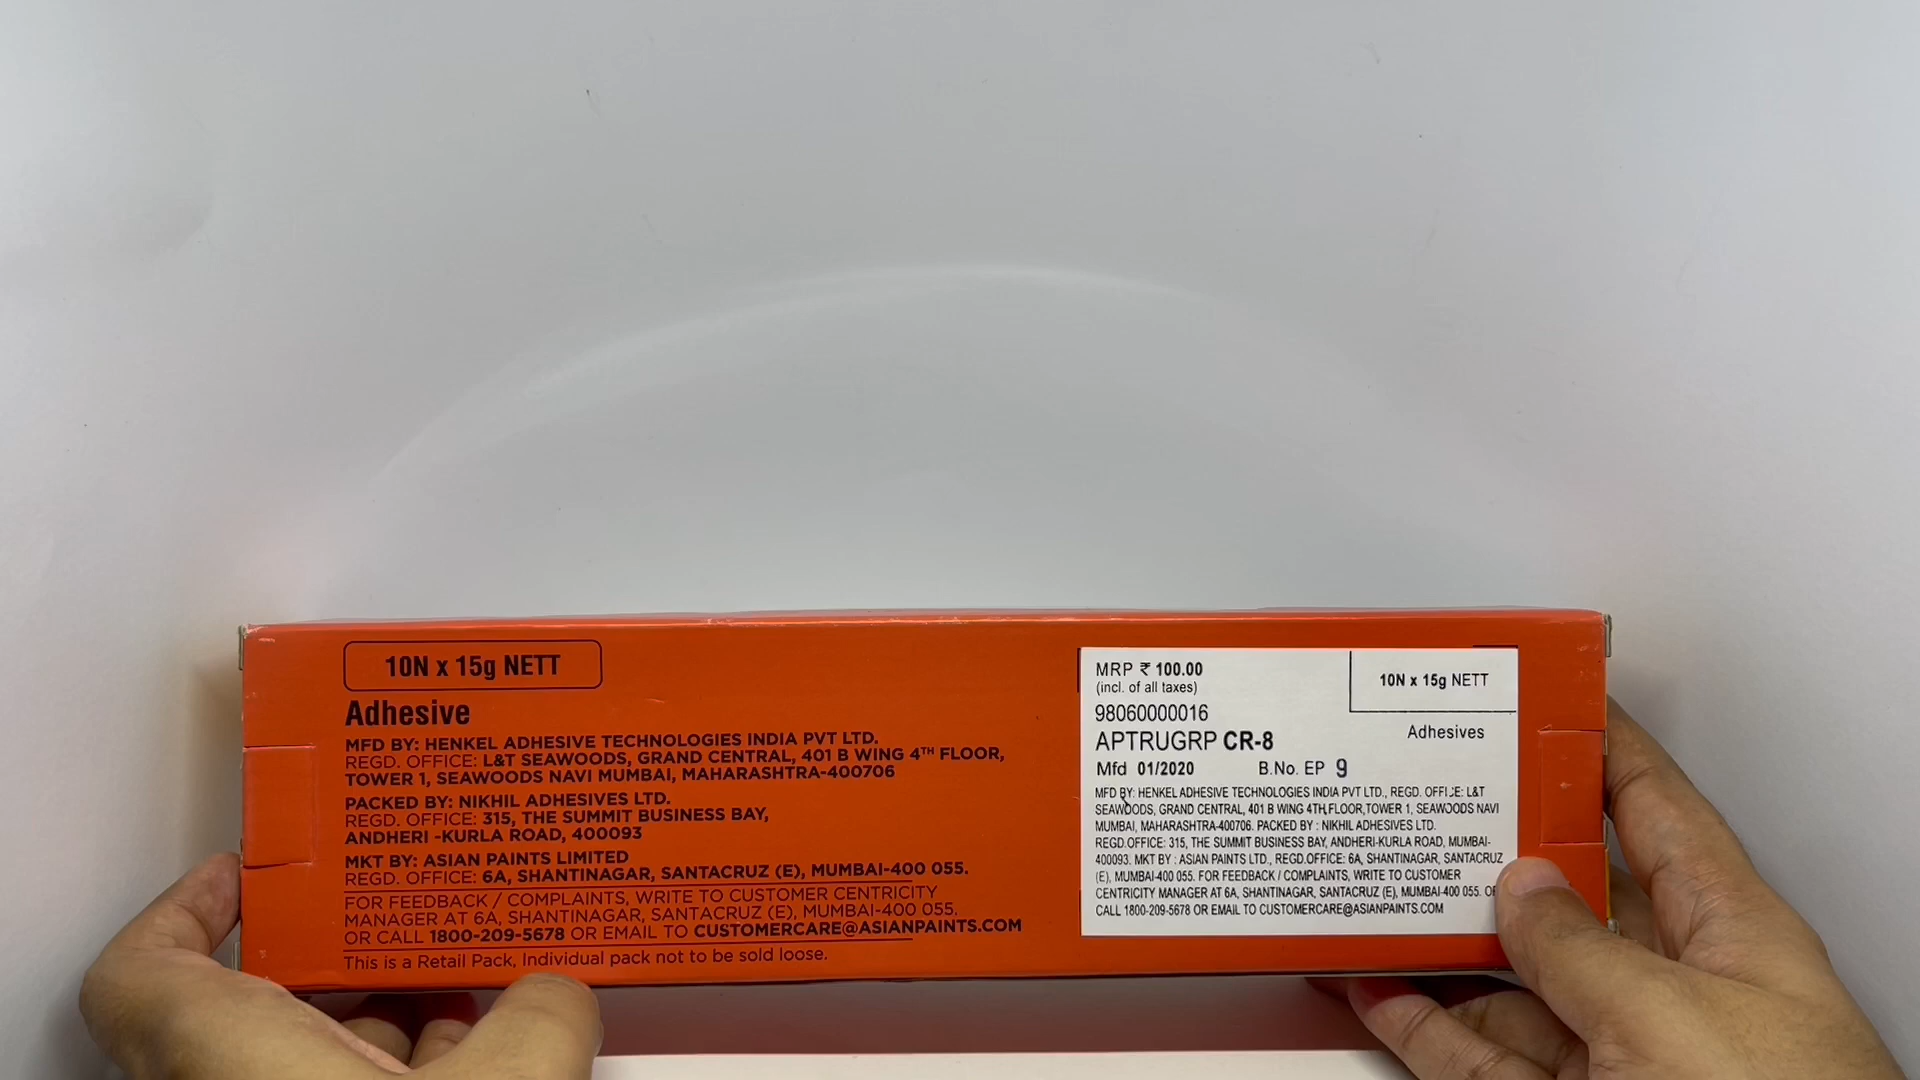 10N x 15g NETT
Adhesive
MFD BY: HENKEL ADHESIVE TECHNOLOGIES INDIA PVT LTD.
REGD. OFFICE: L&T SEAWOODS, GRAND CENTRAL, 401 B WING 4TH FLOOR,
TOWER 1, SEAWOODS NAVI MUMBAI, MAHARASHTRA-400706
PACKED BY: NIKHIL ADHESIVES LTD.
REGD. OFFICE: 315, THE SUMMIT BUSINESS BAY,
ANDHERI -KURLA ROAD, 400093
MKT BY: ASIAN PAINTS LIMITED
REGD. OFFICE: 6A, SHANTINAGAR, SANTACRUZ (E), MUMBAI-400 055.
FOR FEEDBACK / COMPLAINTS, WRITE TO CUSTOMER CENTRICITY
MANAGER AT 6A, SHANTINAGAR, SANTACRUZ (E), MUMBAI-400 055.
OR CALL 1800-209-5678 OR EMAIL TO CUSTOMERCARE@ASIANPAINTS.COM
This is a Retail Pack, Individual pack not to be sold loose.
MRP ₹ 100.00
(incl. of all taxes)
10N x 15g NETT
98060000016
Adhesives
APTRUGRP CR-8
Mfd 01/2020 B.No. EP 9
MFD BY: HENKEL ADHESIVE TECHNOLOGIES INDIA PVT LTD., REGD. OFFICE: L&T
SEAWOODS, GRAND CENTRAL, 401 B WING 4TH,FLOOR,TOWER 1, SEAWOODS NAVI
MUMBAI, MAHARASHTRA-400706. PACKED BY : NIKHIL ADHESIVES LTD.
REGD.OFFICE: 315, THE SUMMIT BUSINESS BAY, ANDHERI-KURLA ROAD, MUMBAI-
400093. MKT BY : ASIAN PAINTS LTD., REGD.OFFICE: 6A, SHANTINAGAR, SANTACRUZ
(E), MUMBAI-400 055. FOR FEEDBACK / COMPLAINTS, WRITE TO CUSTOMER
CENTRICITY MANAGER AT 6A, SHANTINAGAR, SANTACRUZ (E), MUMBAI-400 055.
CALL 1800-209-5678 OR EMAIL TO CUSTOMERCARE@ASIANPAINTS.COM